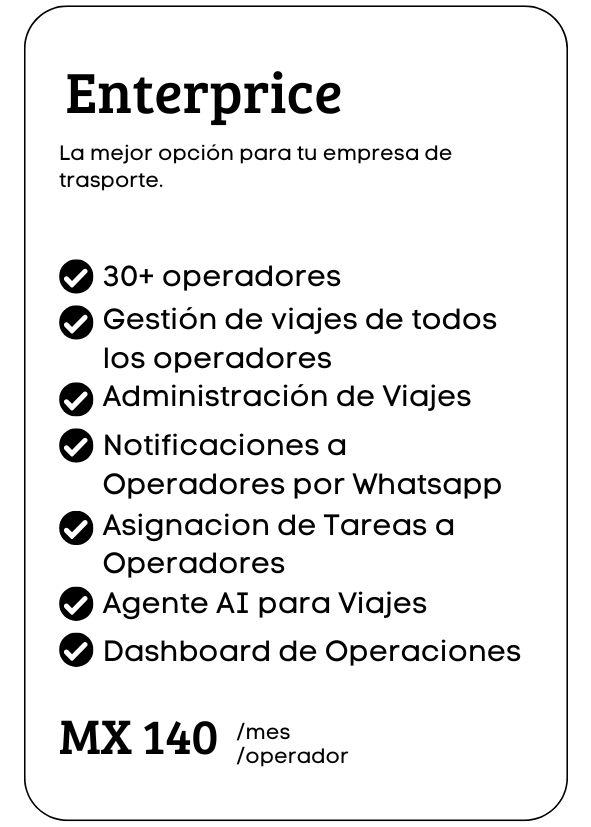 Enterprice
La mejor opción para tu empresa de
trasporte.
30+ operadores
Gestión de viajes de todos
los operadores
Administración de Viajes
Notificaciones a
Operadores por Whatsapp
Asignacion de Tareas a
Operadores
Agente AI para Viajes
Dashboard de Operaciones
MX 140 /mes
/operador